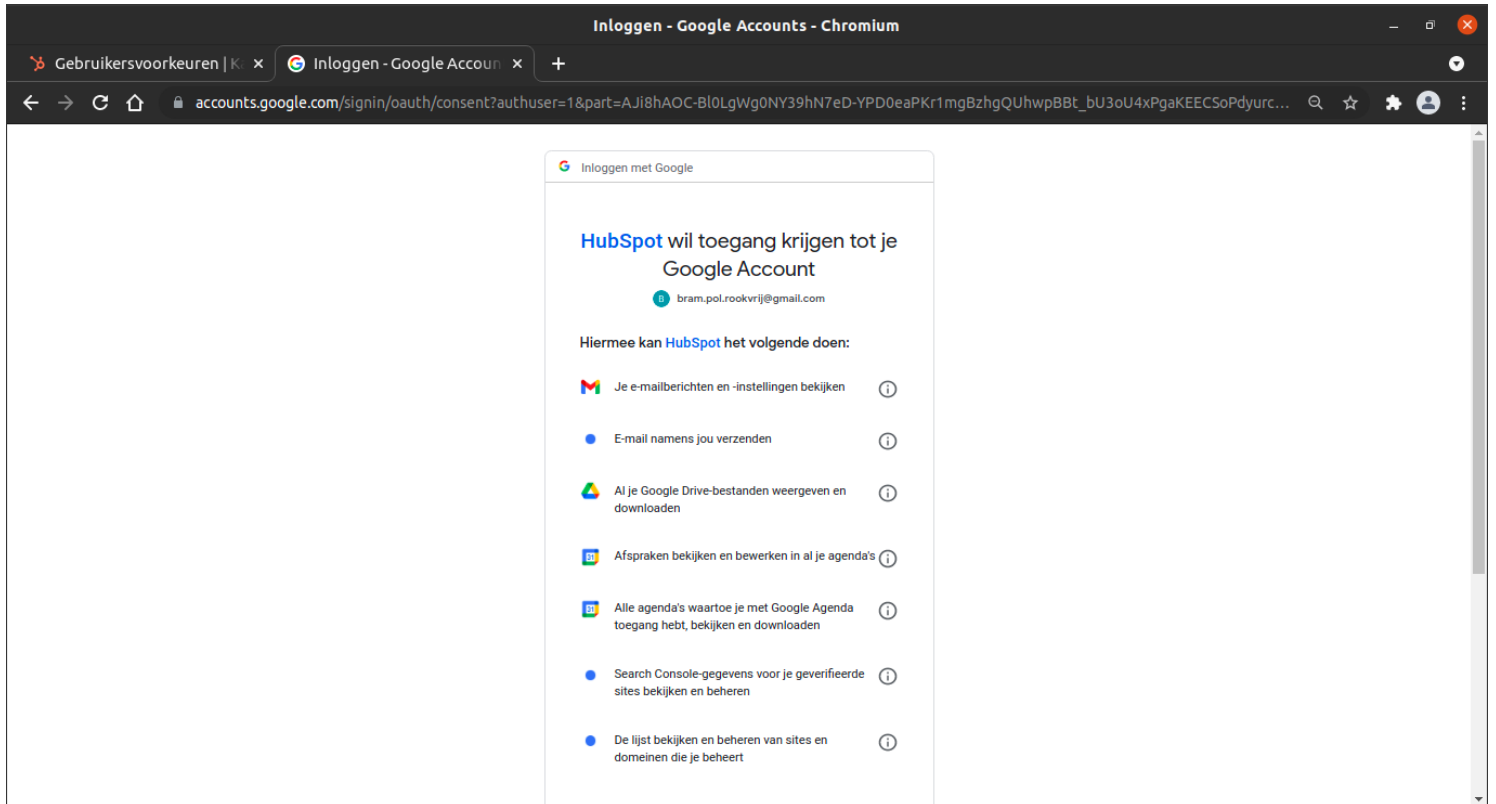 Inloggen - Google Accounts - Chromium
Gebruikersvoorkeuren |
Inloggen - Google Accoun
accounts.google.com/signin/oauth/consent?authuser=1&part=AJi8hAOC-Bl0LgWg0NY39hN7eD-YPD0eaPKr1mgBzhgQUhwpBBt_bU3oU4xPgaKEECSoPdyurc...
Inloggen met Google
HubSpot wil toegang krijgen tot je
Google Account
B bram.pol.rookvrij@gmail.com
Hiermee kan HubSpot het volgende doen:
Je e-mailberichten en -instellingen bekijken
E-mail namens jou verzenden
Al je Google Drive-bestanden weergeven en
downloaden
31 Afspraken bekijken en bewerken in al je agenda's
31 Alle agenda's waartoe je met Google Agenda
toegang hebt, bekijken en downloaden
Search Console-gegevens voor je geverifieerde
sites bekijken en beheren
De lijst bekijken en beheren van sites en
domeinen die je beheert